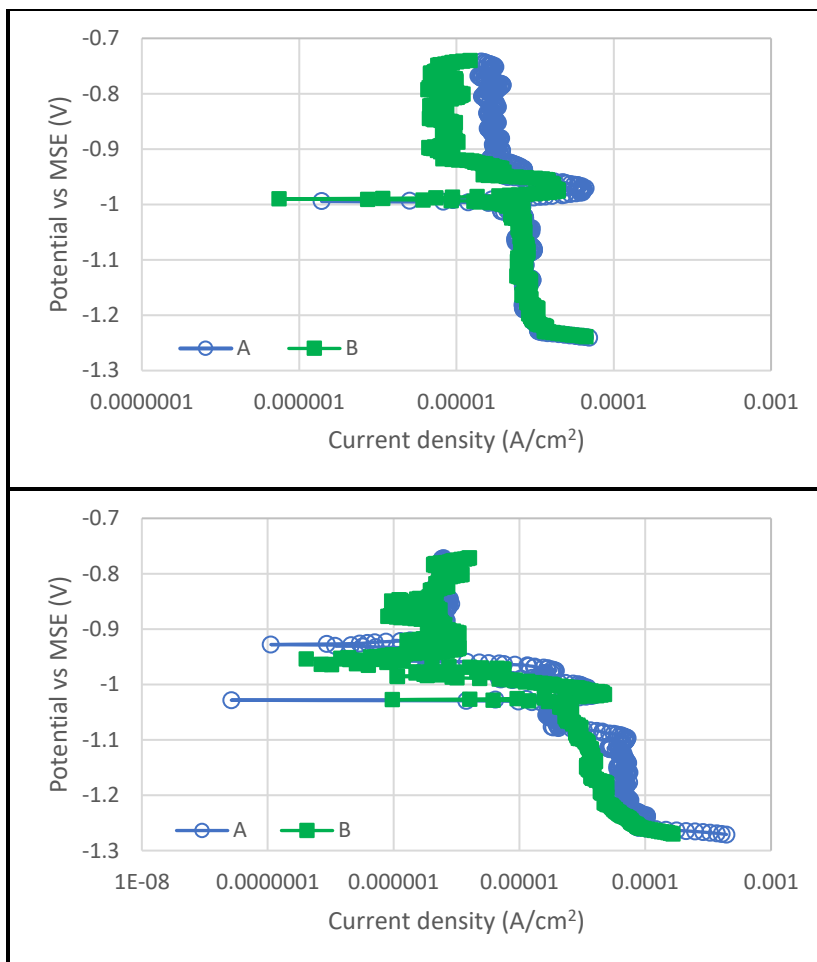 -0.7
-0.8
-0.9
-1
-1.1
-1.2
-1.3
Potential vs MSE (V)
A B
0.0000001 0.000001 0.00001 0.0001 0.001
Current density (A/cm²)
-0.7
-0.8
-0.9
-1
-1.1
-1.2
-1.3
Potential vs MSE (V)
A B
1E-08 0.0000001 0.000001 0.00001 0.0001 0.001
Current density (A/cm²)